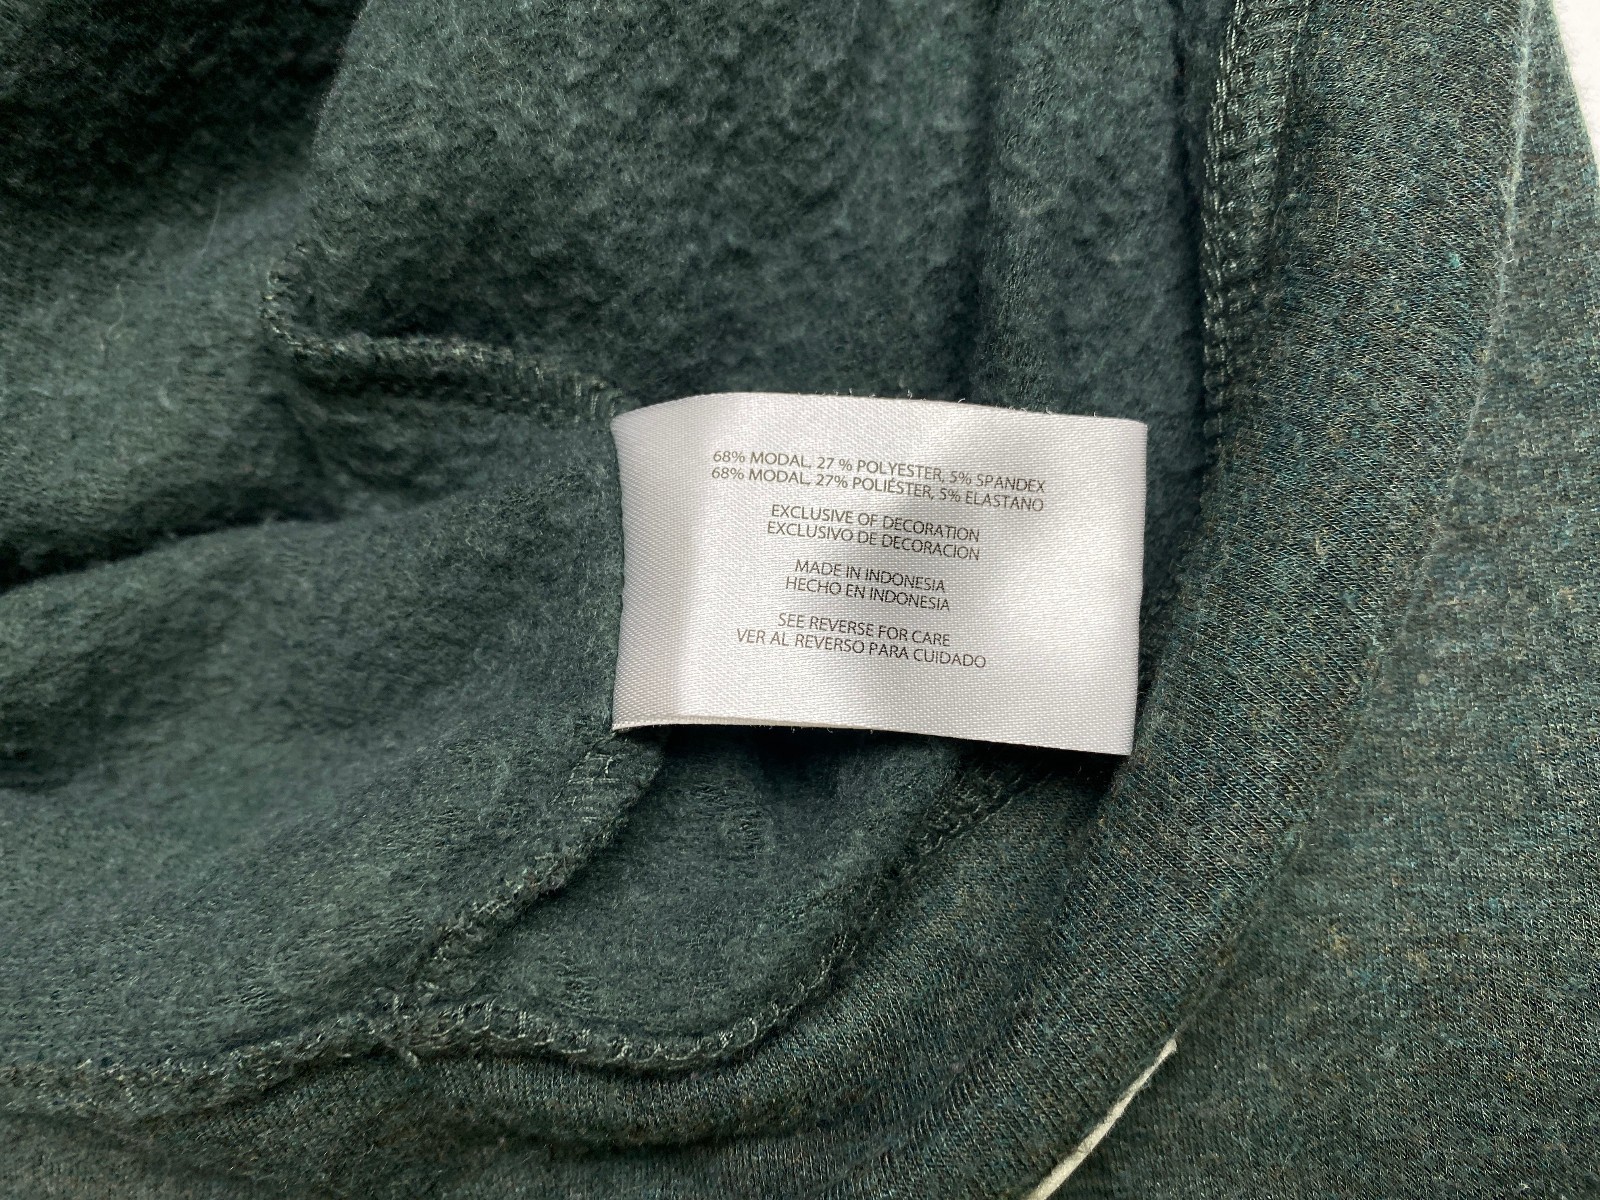 68% MODAL, 27 % POLYESTER, 5% SPANDEX
68% MODAL, 27% POLIÉSTER, 5% ELASTANO
EXCLUSIVE OF DECORATION
EXCLUSIVO DE DECORACION
MADE IN INDONESIA
HECHO EN INDONESIA
SEE REVERSE FOR CARE
VER AL REVERSO PARA CUIDADO